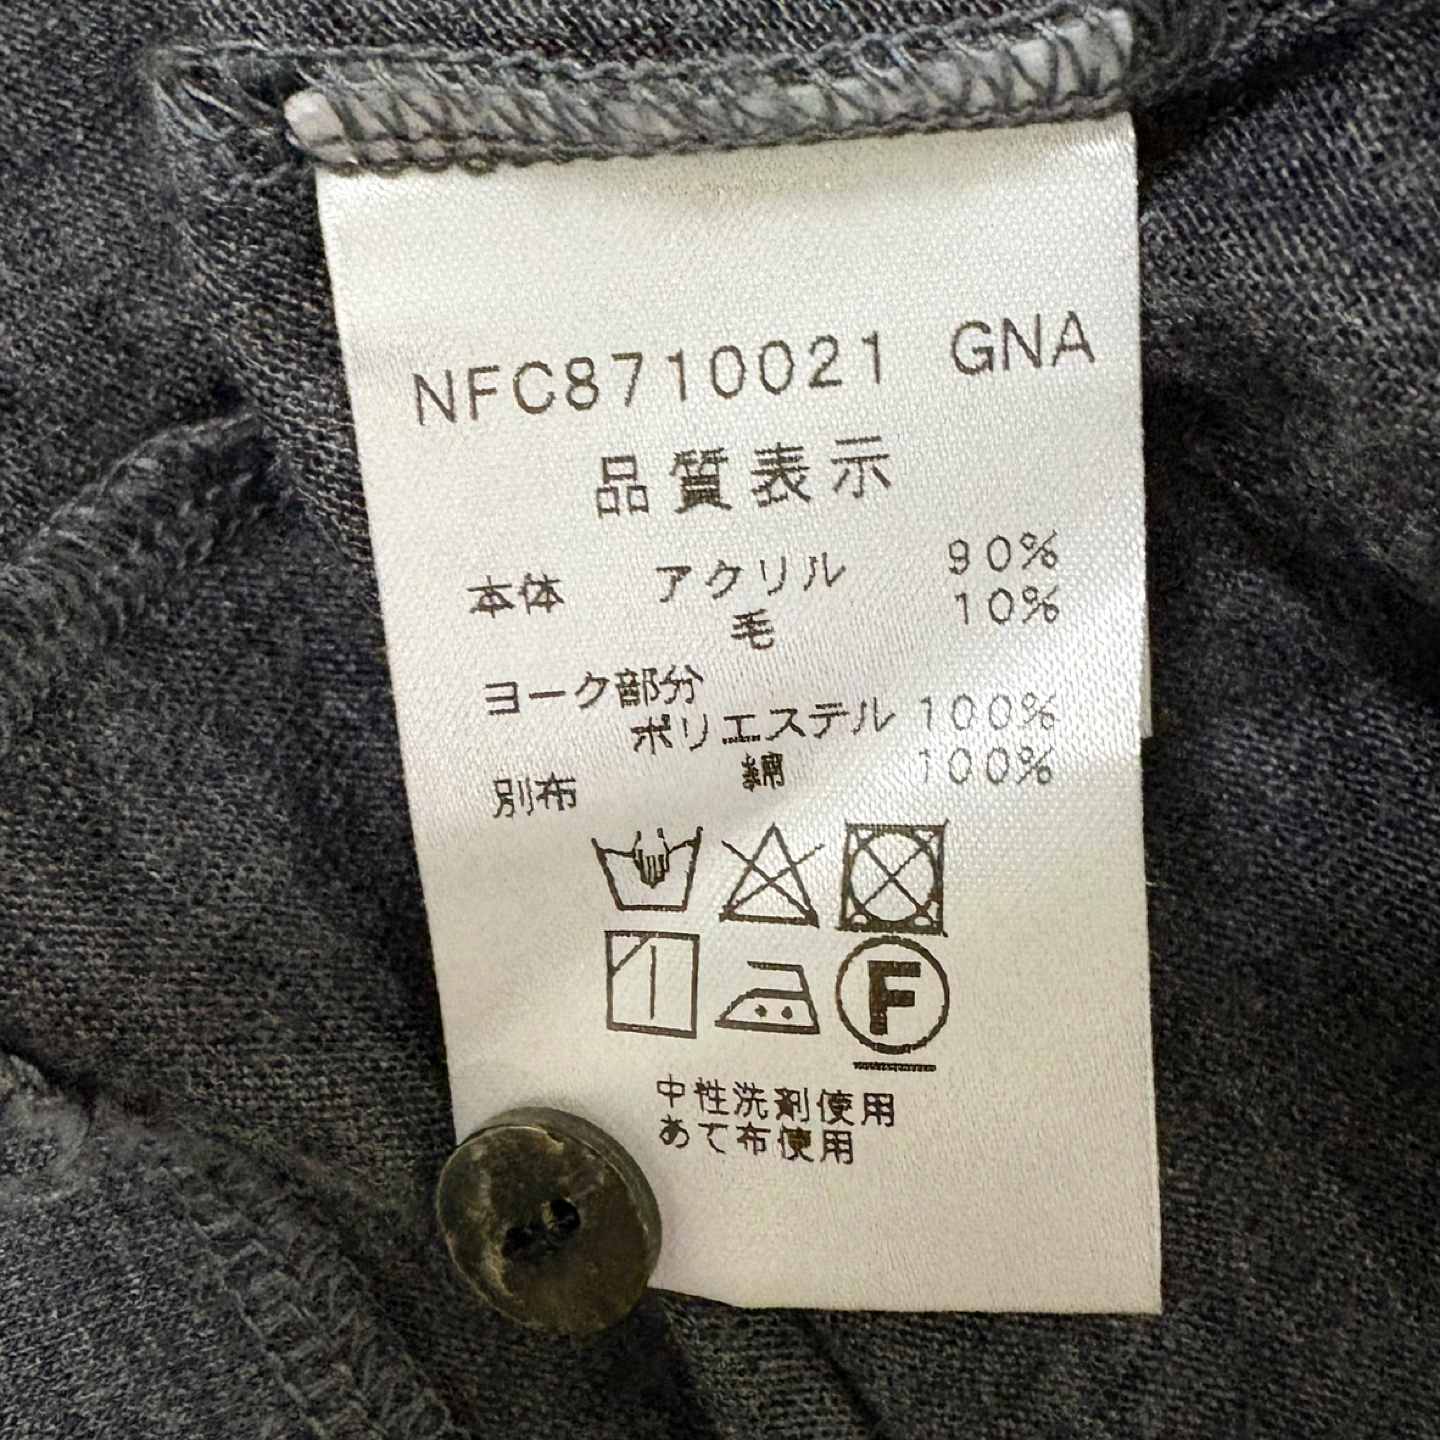 NFC8710021 GNA
品質表示
本体 アクリル 90%
毛 10%
ヨーク部分
ポリエステル 100%
別布 綿 100%
F
中性洗剤使用
あて布使用